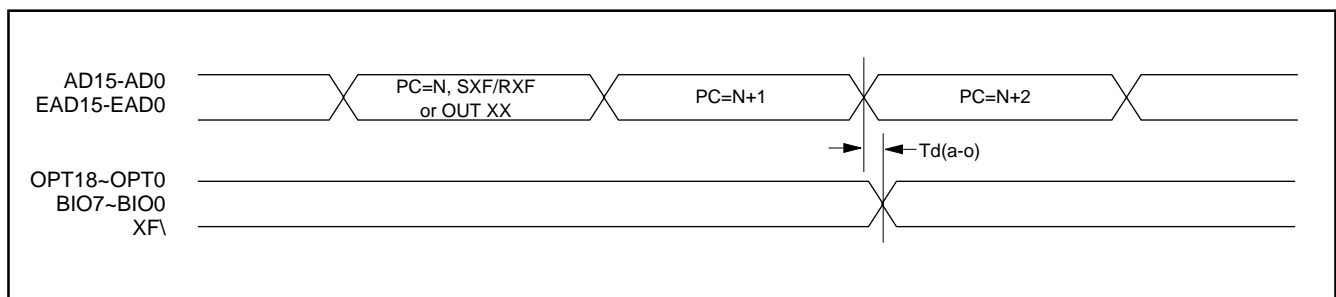 AD15-AD0
EAD15-EAD0
PC=N, SXF/RXF
or OUT XX
PC=N+1
PC=N+2
Td(a-o)
OPT18~OPT0
BIO7~BIO0
XF\